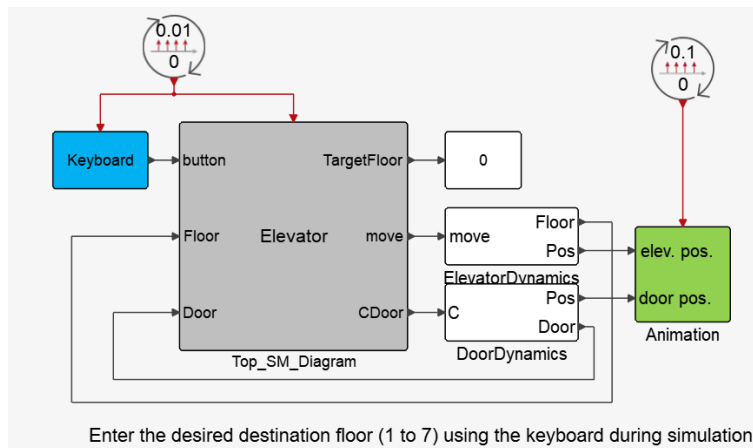 0.01
0
0.1
0
Keyboard
button
TargetFloor
0
Floor
Elevator
move
move
Floor
Pos
elev. pos.
ElevatorDynamics
Door
CDoor
C
Pos
Door
door pos.
Animation
DoorDynamics
Top_SM_Diagram
Enter the desired destination floor (1 to 7) using the keyboard during simulation